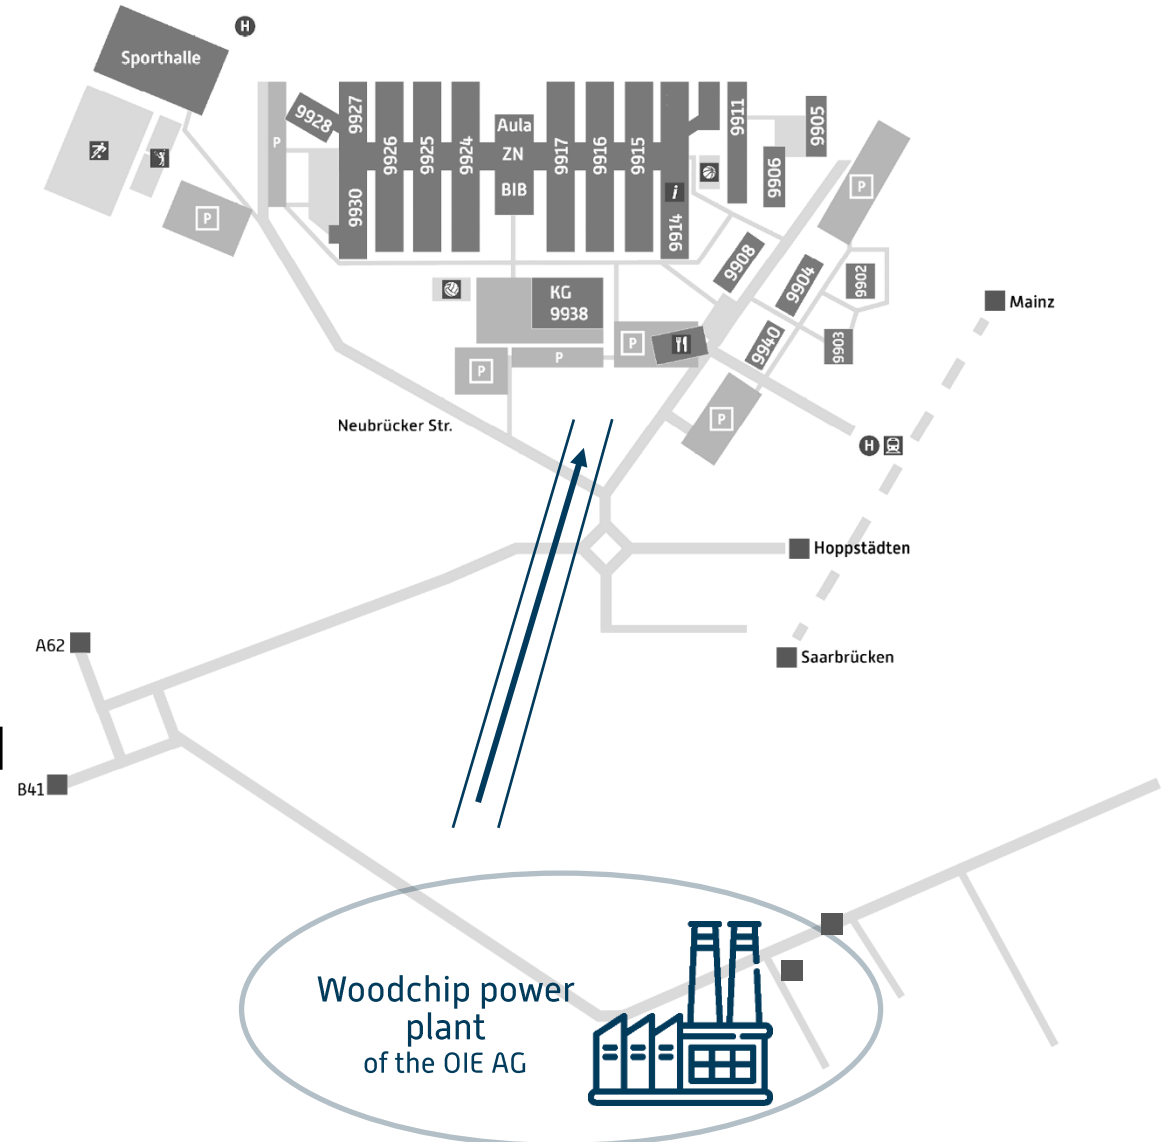 H
Sporthalle
9928
P
9927
9930
9926
9925
9924
Aula
ZN
BIB
9917
9916
9915
i
9914
9911
9905
9906
P
P
9908
9904
9902
9903
9940
KG
9938
P
P
P
P
Mainz
Neubrücker Str.
H
Hoppstädten
Saarbrücken
A62
B41
Woodchip power
plant
of the OIE AG